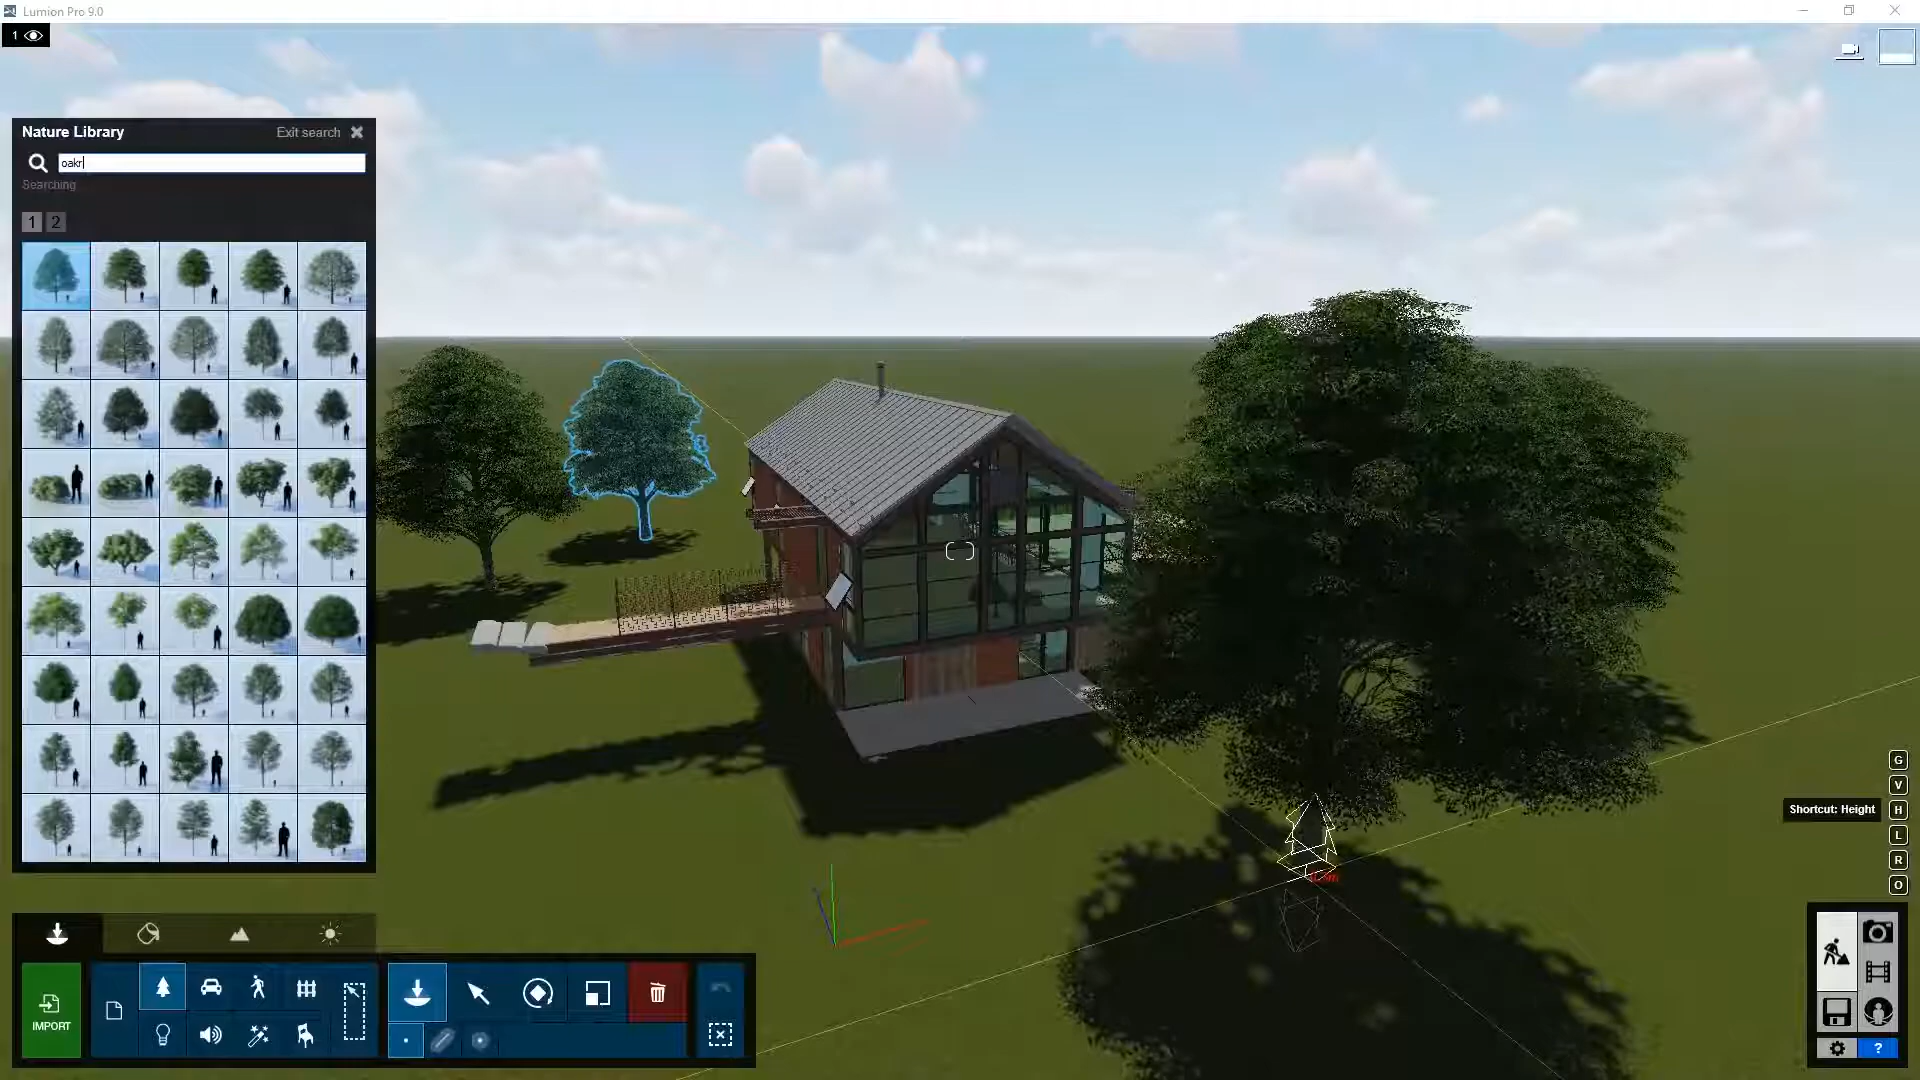 Lumion Pro 9.0
1
Nature Library
Exit search
oakr
Searching
1 2
G
V
Shortcut: Height
H
L
R
O
IMPORT
?